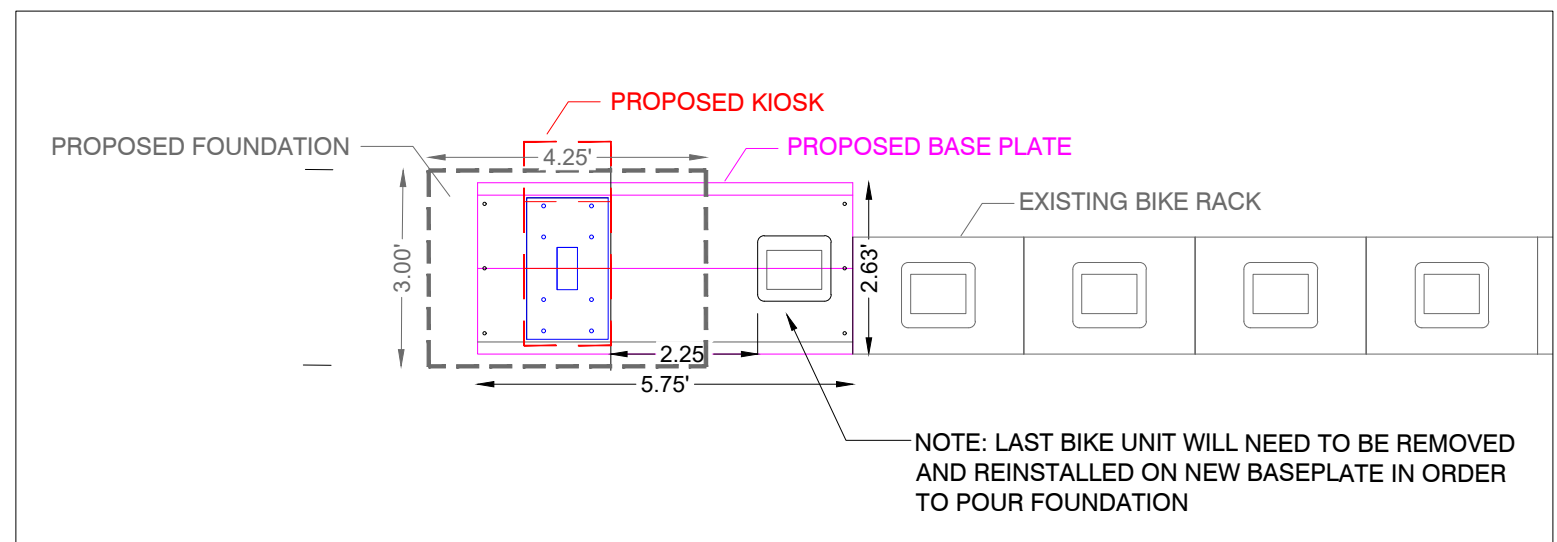 PROPOSED KIOSK
PROPOSED FOUNDATION
4.25'
PROPOSED BASE PLATE
EXISTING BIKE RACK
3.00'
2.63'
2.25
5.75'
NOTE: LAST BIKE UNIT WILL NEED TO BE REMOVED
AND REINSTALLED ON NEW BASEPLATE IN ORDER
TO POUR FOUNDATION